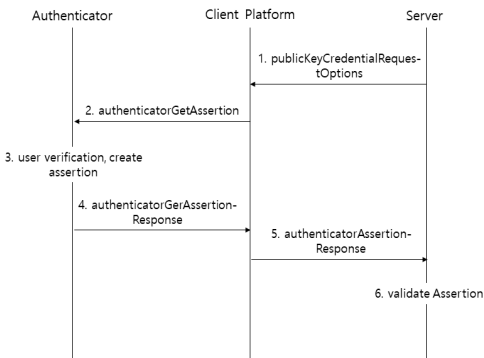 Authenticator
Client Platform
Server
1. publicKeyCredentialReques-
tOptions
2. authenticatorGetAssertion
3. user verification, create
assertion
4. authenticatorGerAssertion-
Response
5. authenticatorAssertion-
Response
6. validate Assertion